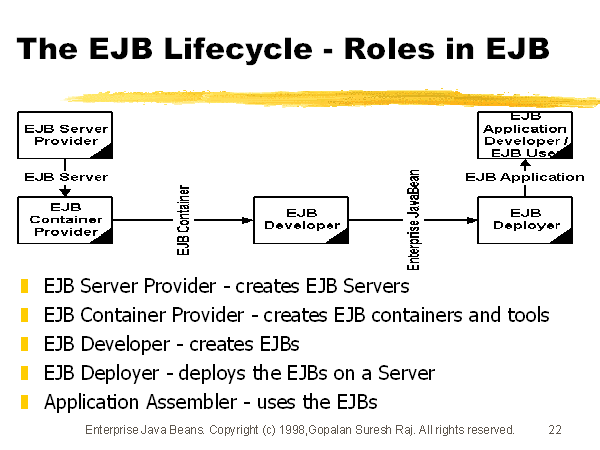 The EJB Lifecycle - Roles in EJB
EJB Server
Provider
EJB Server
EJB
Container
Provider
EJB Container
EJB
Developer
Enterprise JavaBean
EJB
Deployer
EJB Application
EJB
Application
Developer /
EJB User
EJB Server Provider - creates EJB Servers
EJB Container Provider - creates EJB containers and tools
EJB Developer - creates EJBs
EJB Deployer - deploys the EJBs on a Server
Application Assembler - uses the EJBs
Enterprise Java Beans. Copyright (c) 1998,Gopalan Suresh Raj. All rights reserved.
22